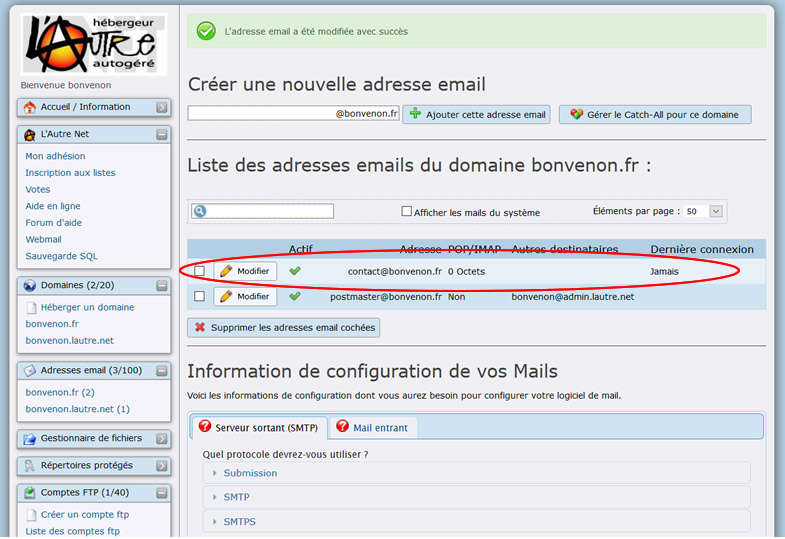 hébergeur
L'AUTRE
autogéré
Bienvenue bonvenon
Accueil / Information
L'Autre Net
Mon adhésion
Inscription aux listes
Votes
Aide en ligne
Forum d'aide
Webmail
Sauvegarde SQL
Domaines (2/20)
Héberger un domaine
bonvenon.fr
bonvenon.lautre.net
Adresses email (3/100)
bonvenon.fr (2)
bonvenon.lautre.net (1)
Gestionnaire de fichiers
Répertoires protégés
Comptes FTP (1/40)
Créer un compte ftp
Liste des comptes ftp
L'adresse email a été modifiée avec succès
Créer une nouvelle adresse email
@bonvenon.fr Ajouter cette adresse email Gérer le Catch-All pour ce domaine
Liste des adresses emails du domaine bonvenon.fr :
Afficher les mails du système Éléments par page : 50
Actif Adresse POP/IMAP Autres destinataires Dernière connexion
Modifier contact@bonvenon.fr 0 Octets Jamais
Modifier postmaster@bonvenon.fr Non bonvenon@admin.lautre.net
Supprimer les adresses email cochées
Information de configuration de vos Mails
Voici les informations de configuration dont vous aurez besoin pour configurer votre logiciel de mail.
Serveur sortant (SMTP) Mail entrant
Quel protocole devrez-vous utiliser ?
Submission
SMTP
SMTPS